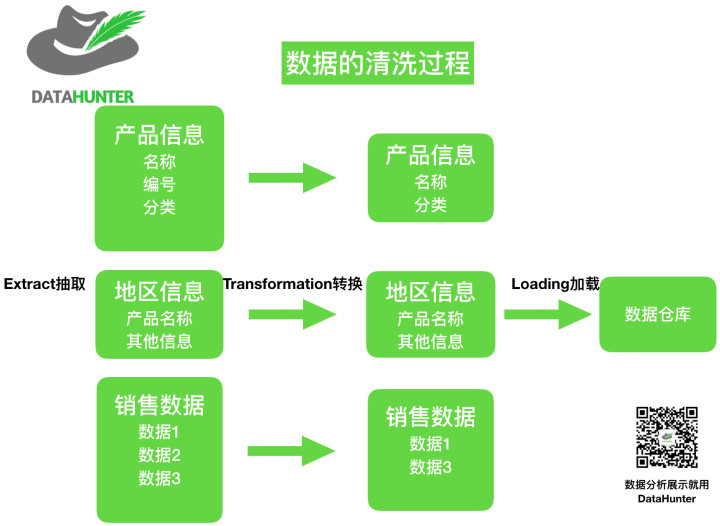 数据的清洗过程
DATAHUNTER
产品信息
名称
编号
分类
产品信息
名称
分类
Extract抽取
地区信息
产品名称
其他信息
Transformation转换
地区信息
产品名称
其他信息
Loading加载
数据仓库
销售数据
数据1
数据2
数据3
销售数据
数据1
数据3
数据分析展示就用
DataHunter